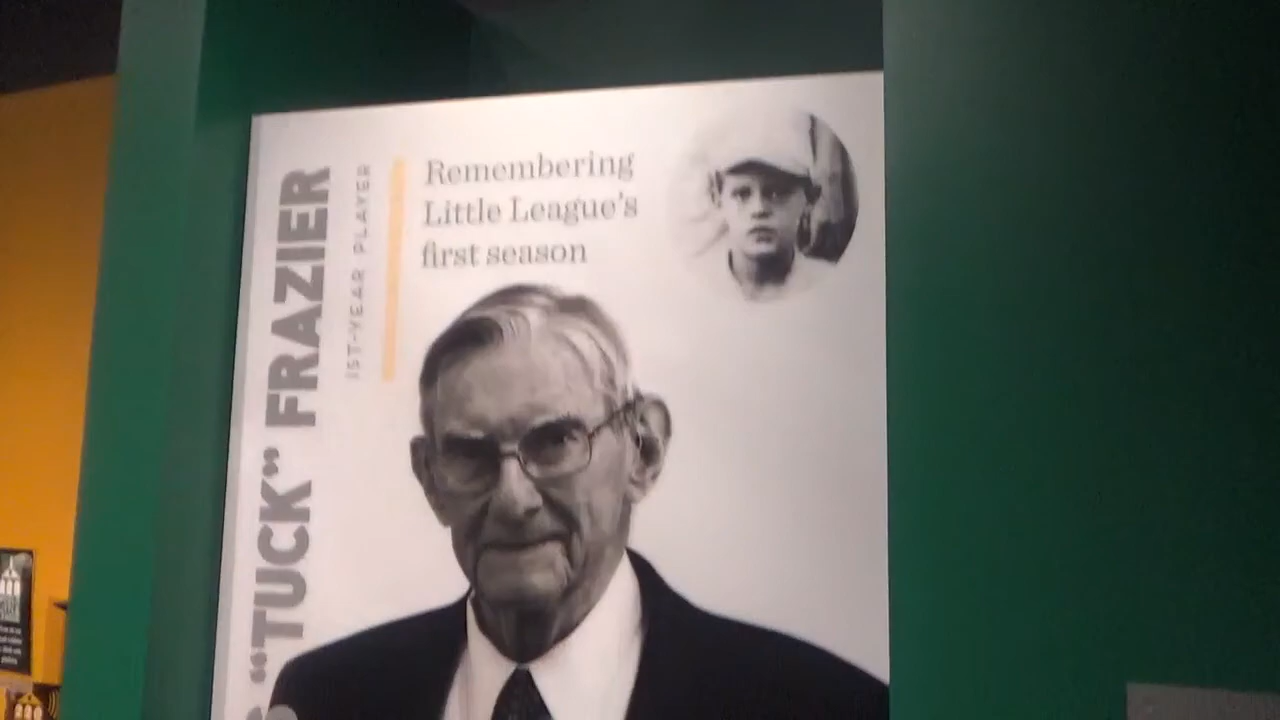 Remembering
Little League's
first season
"TUCK" FRAZIER
1ST-YEAR PLAYER